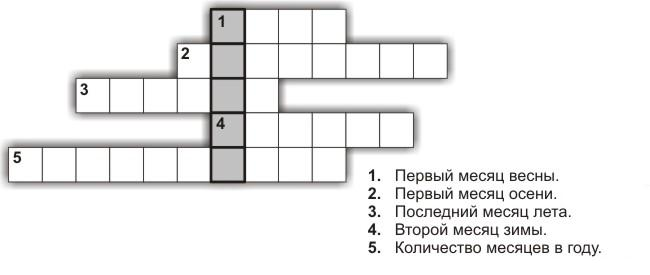 1
2
3
4
5
1. Первый месяц весны.
2. Первый месяц осени.
3. Последний месяц лета.
4. Второй месяц зимы.
5. Количество месяцев в году.